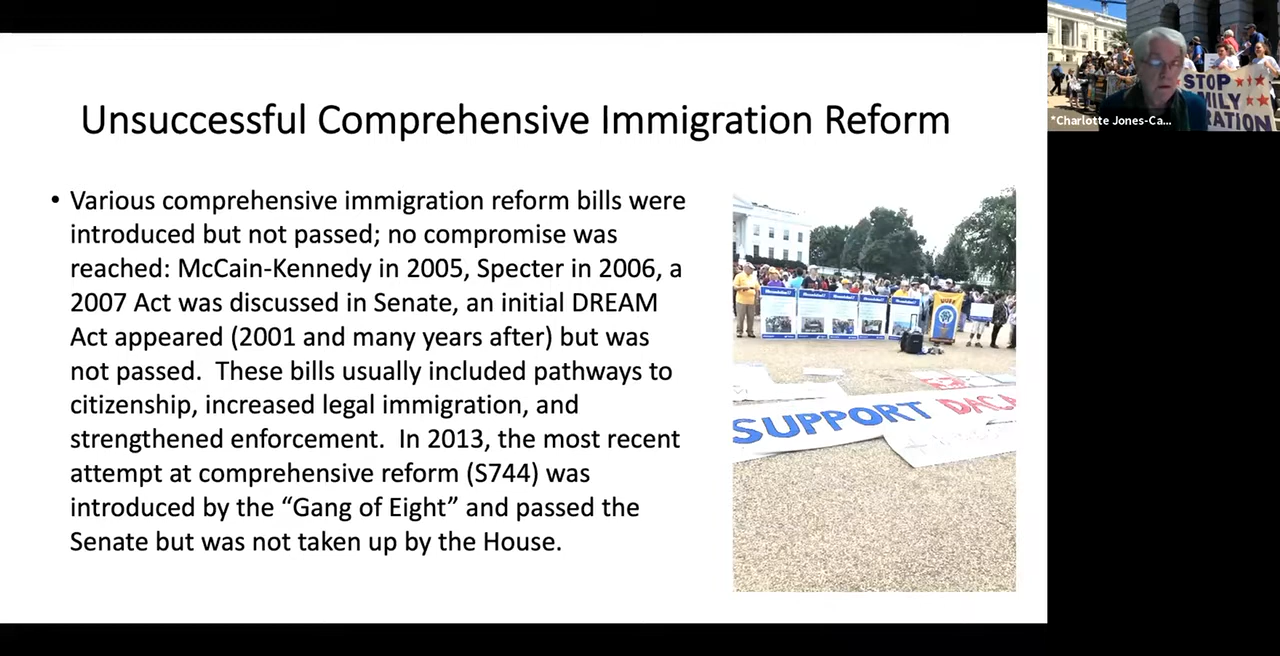 Unsuccessful Comprehensive Immigration Reform
• Various comprehensive immigration reform bills were
introduced but not passed; no compromise was
reached: McCain-Kennedy in 2005, Specter in 2006, a
2007 Act was discussed in Senate, an initial DREAM
Act appeared (2001 and many years after) but was
not passed.  These bills usually included pathways to
citizenship, increased legal immigration, and
strengthened enforcement.  In 2013, the most recent
attempt at comprehensive reform (S744) was
introduced by the “Gang of Eight” and passed the
Senate but was not taken up by the House.
SUPPORT DACA
STOP
MILY
RATION
*Charlotte Jones-Ca...